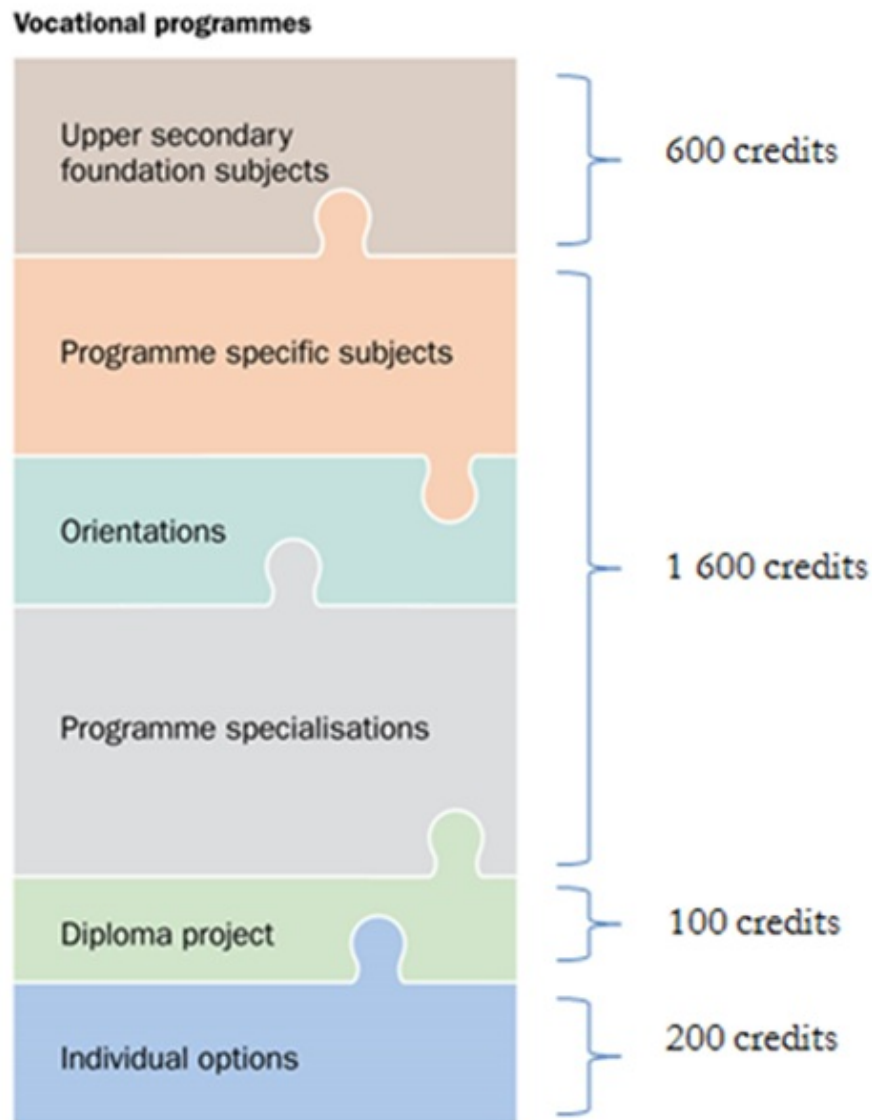 Vocational programmes
Upper secondary
foundation subjects
600 credits
Programme specific subjects
Orientations
1 600 credits
Programme specialisations
Diploma project
100 credits
Individual options
200 credits